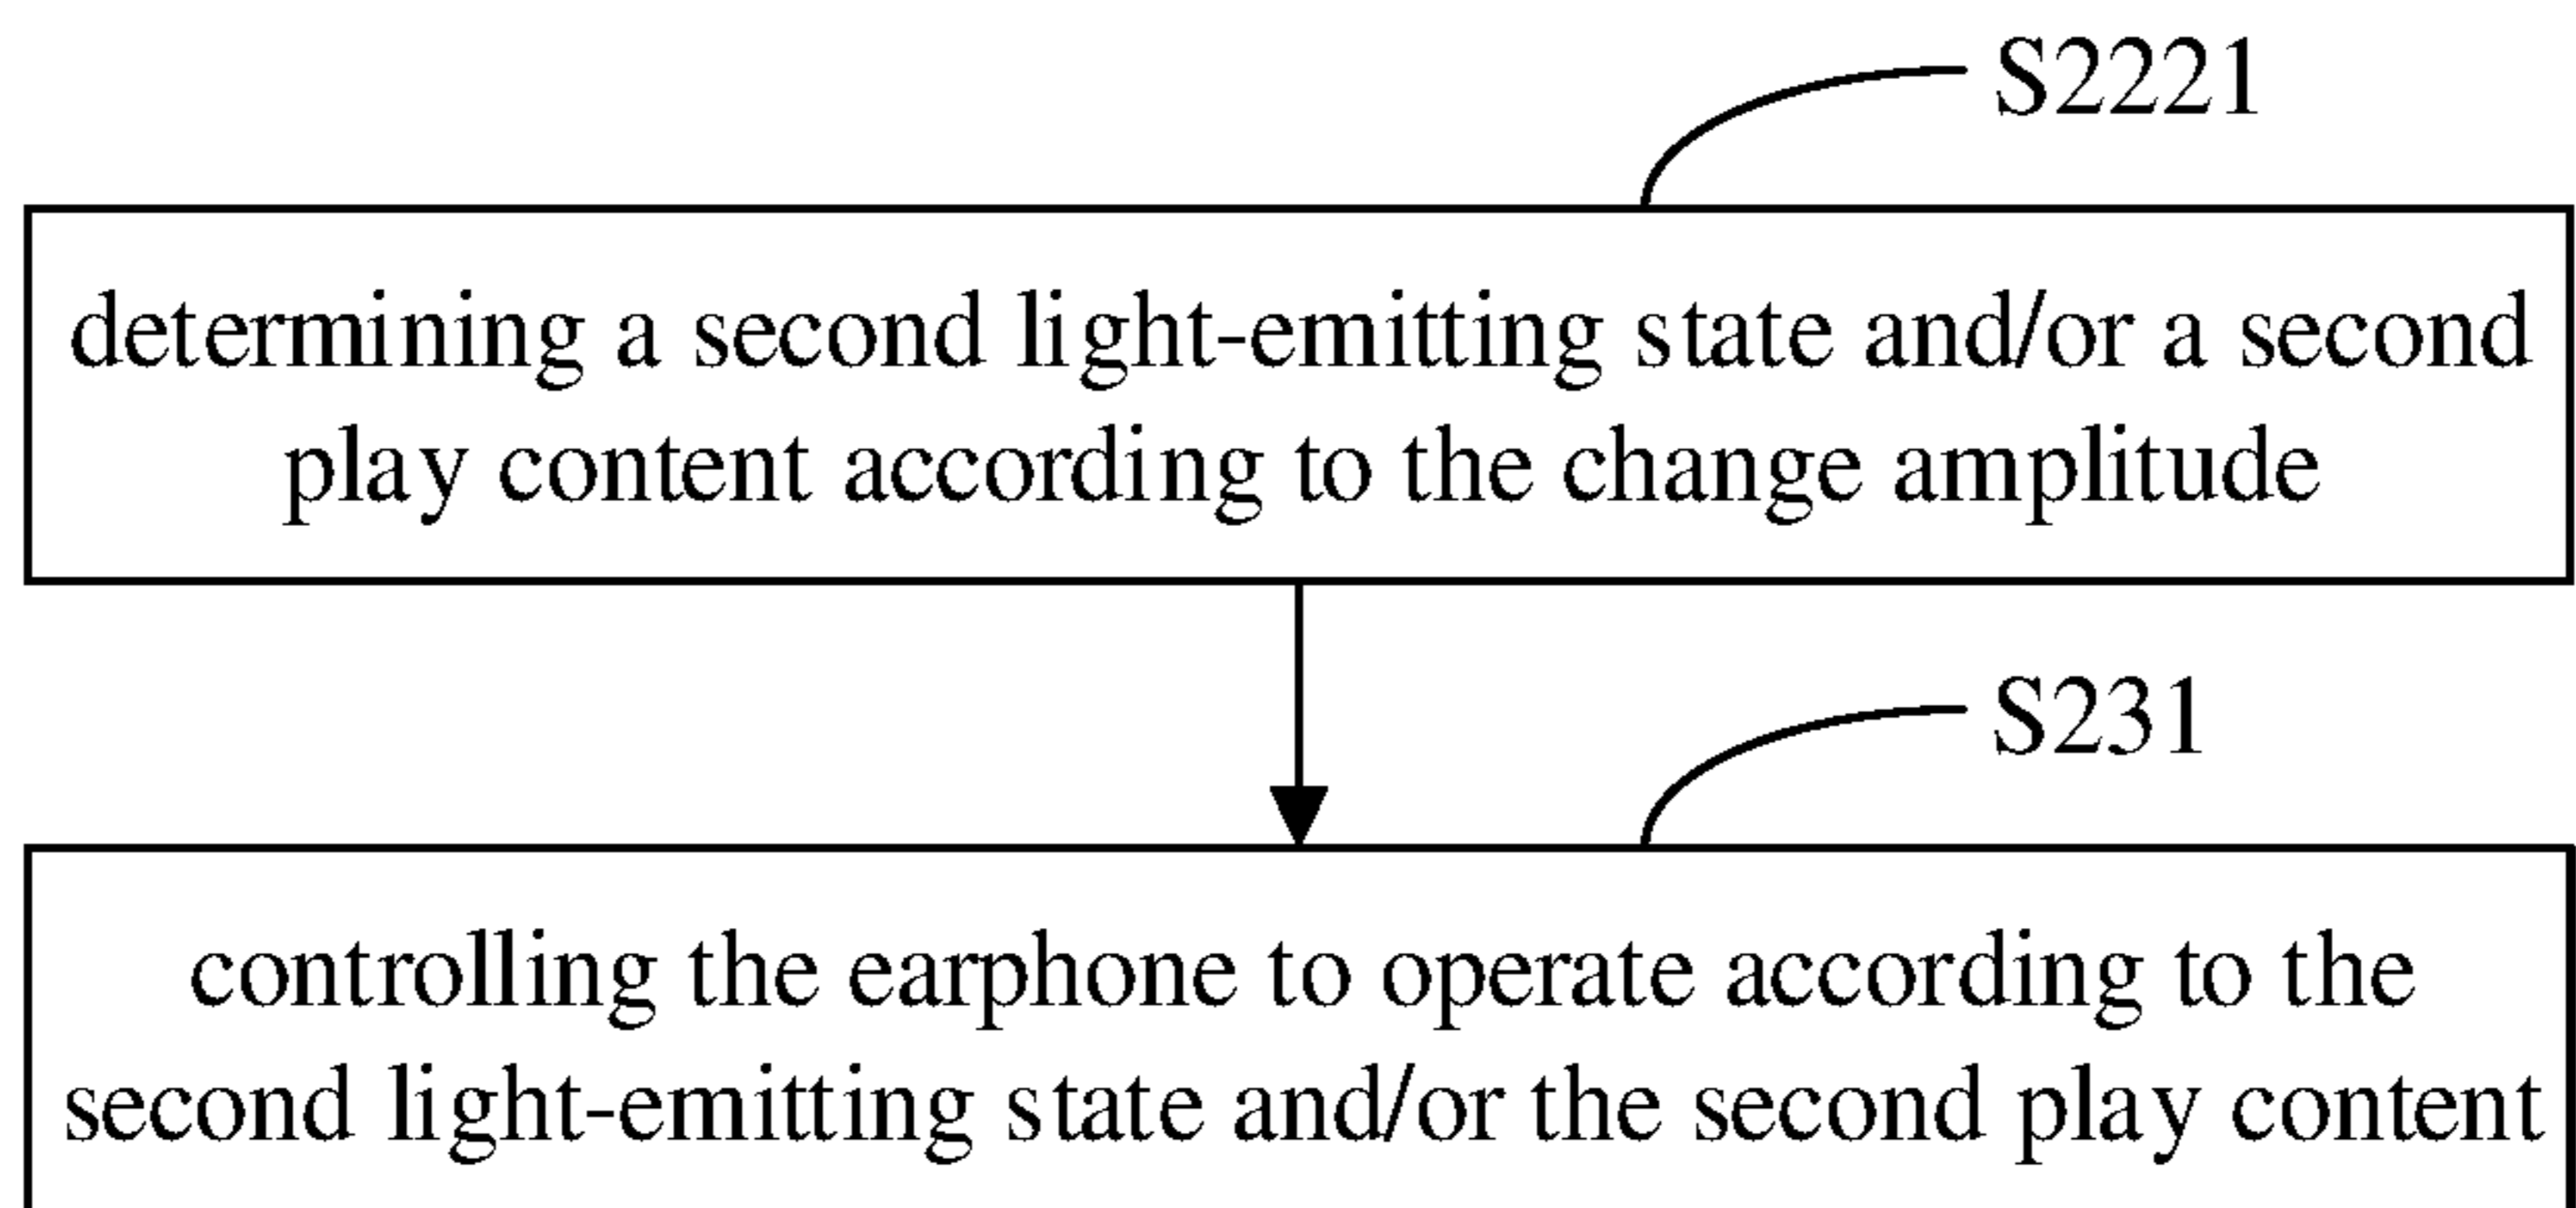 S2221
determining a second light-emitting state and/or a second
play content according to the change amplitude
S231
controlling the earphone to operate according to the
second light-emitting state and/or the second play content